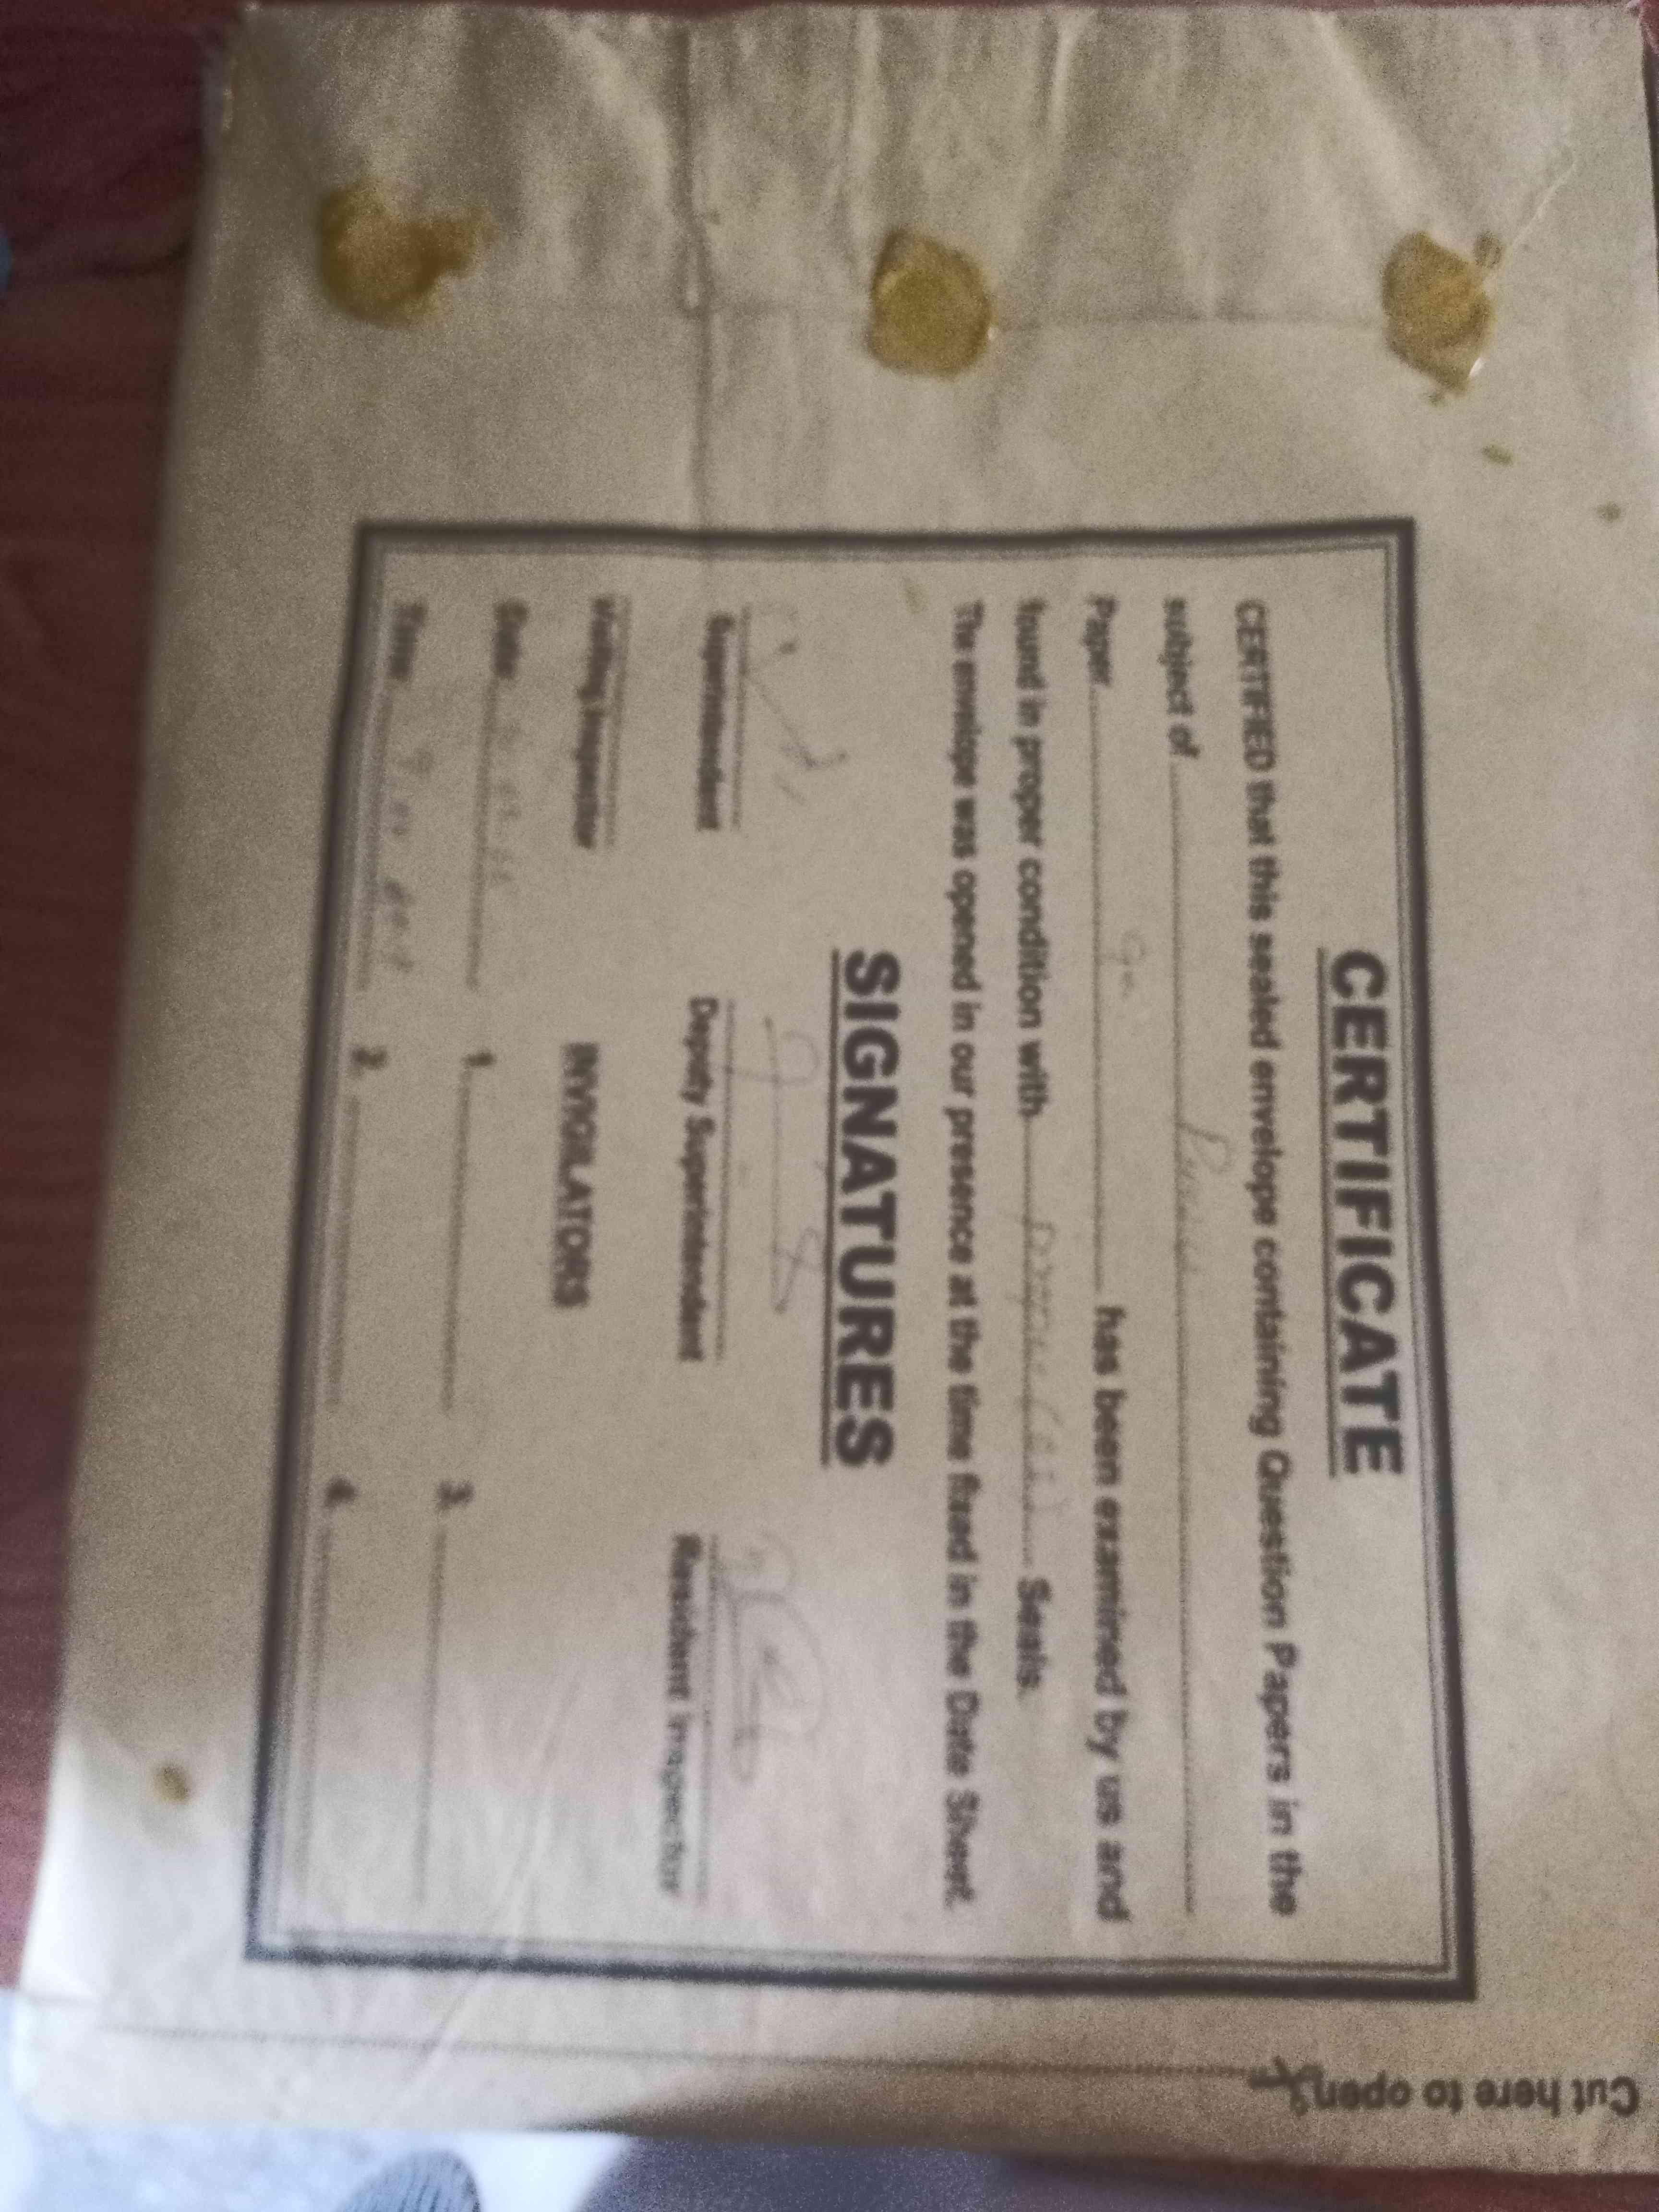 CERTIFICATE
CERTIFIED that this sealed envelope containing Question Papers in the
subject of
Paper has been examined by us and
found in proper condition with Seals.
The envelope was opened in our presence at the time fixed in the Date Sheet.
SIGNATURES
Superintendent Deputy Superintendent Resident Inspector
Visiting Inspector INVIGILATORS
Date 1. 3.
Time 2. 4.
Cut here to open